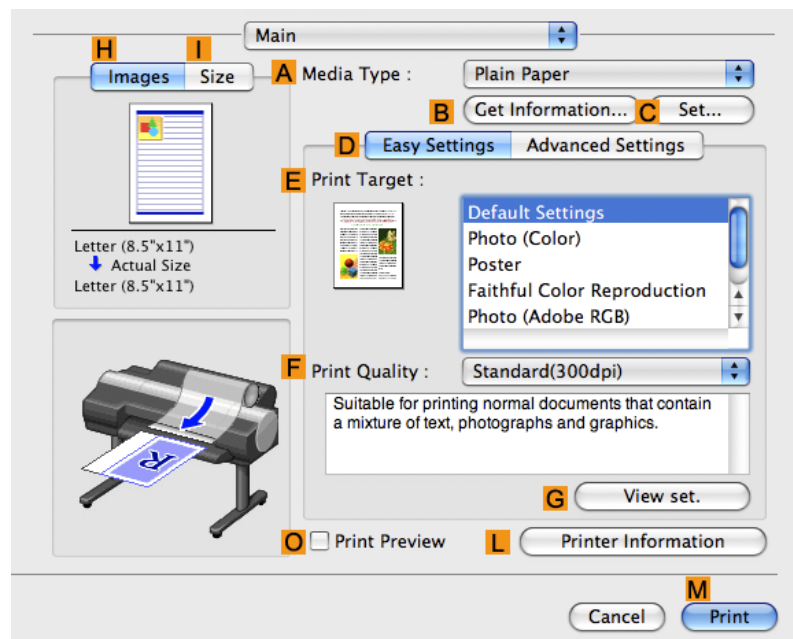 Main
H
I
Images Size
A Media Type : Plain Paper
B Get Information... C Set...
D Easy Settings Advanced Settings
E Print Target :
Default Settings
Photo (Color)
Poster
Faithful Color Reproduction
Photo (Adobe RGB)
Letter (8.5"x11")
Actual Size
Letter (8.5"x11")
F Print Quality : Standard(300dpi)
Suitable for printing normal documents that contain
a mixture of text, photographs and graphics.
R
G View set.
O Print Preview L Printer Information
M
Cancel Print